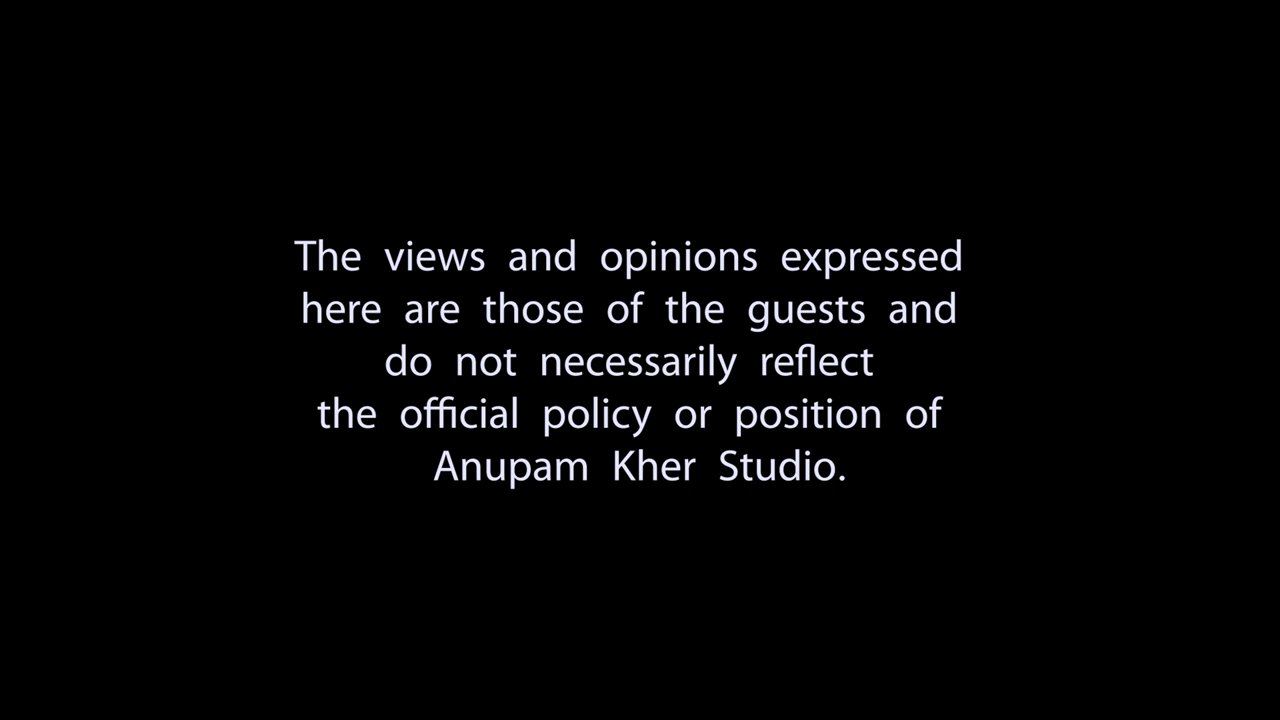 The views and opinions expressed
here are those of the guests and
do not necessarily reflect
the official policy or position of
Anupam Kher Studio.